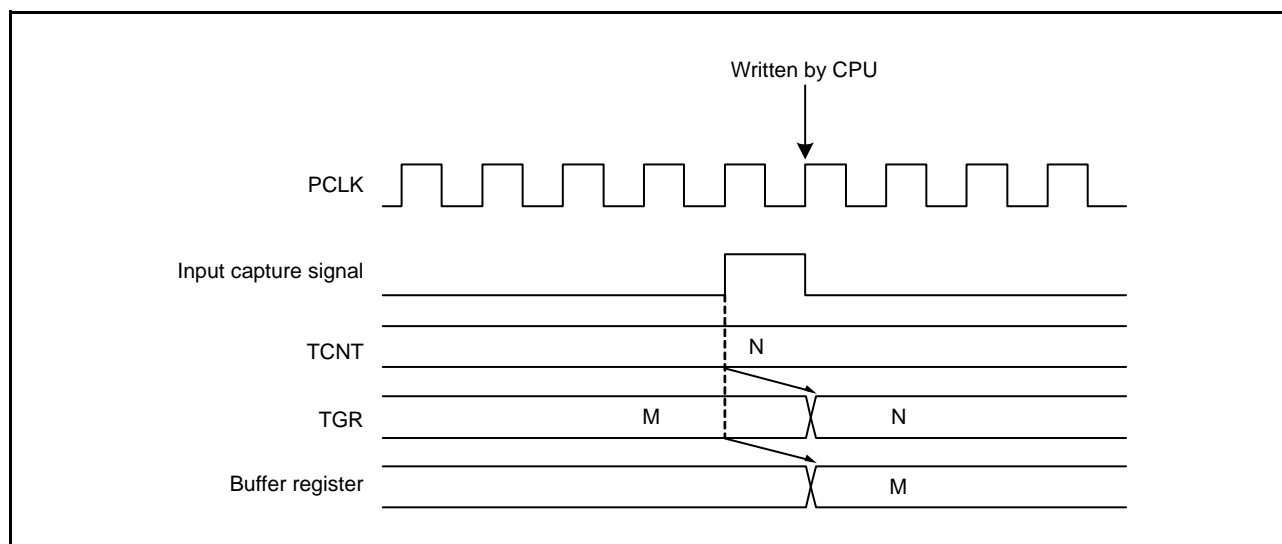 Written by CPU
PCLK
Input capture signal
TCNT
N
TGR
M
N
Buffer register
M